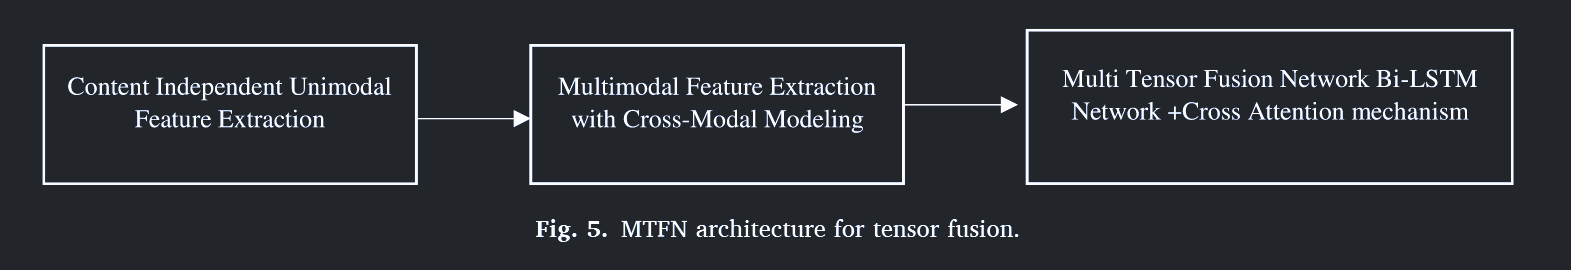 Content Independent Unimodal
Feature Extraction
Multimodal Feature Extraction
with Cross-Modal Modeling
Multi Tensor Fusion Network Bi-LSTM
Network +Cross Attention mechanism
Fig. 5. MTFN architecture for tensor fusion.